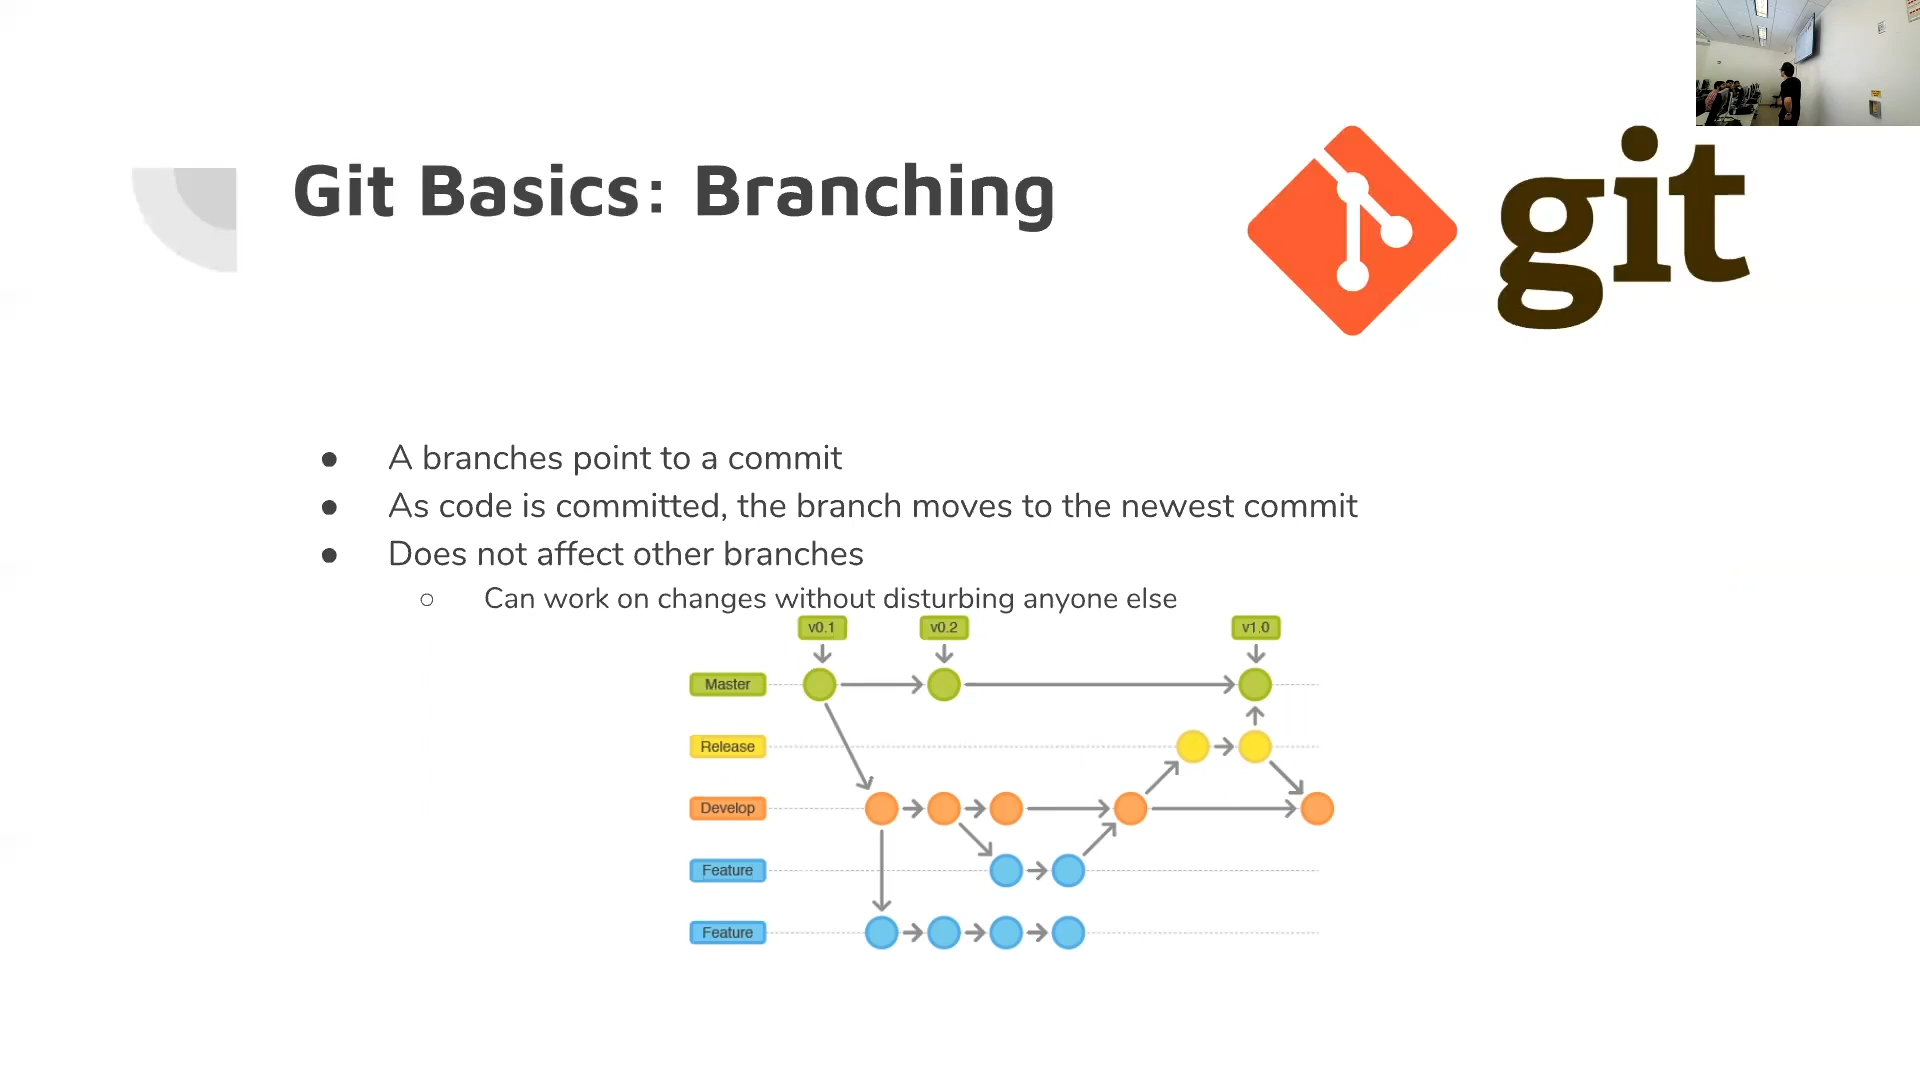 Git Basics: Branching
git
A branches point to a commit
As code is committed, the branch moves to the newest commit
Does not affect other branches
Can work on changes without disturbing anyone else
v0.1 v0.2 v1.0
Master
Release
Develop
Feature
Feature